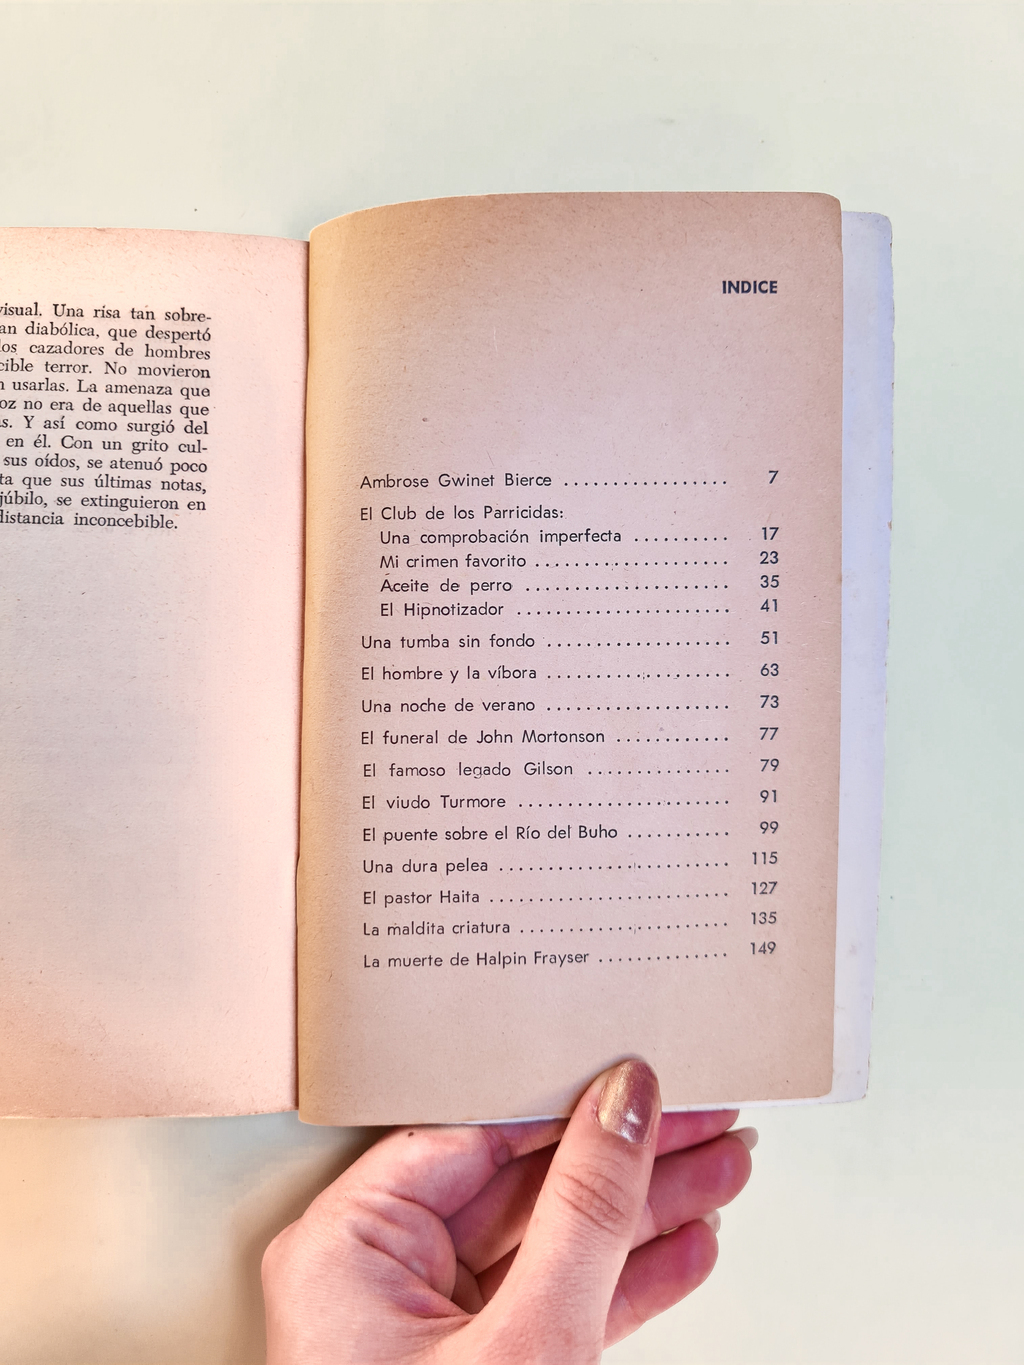 visual. Una risa tan sobre-
diabólica, que despertó
cazadores de hombres
terror. No movieron
usarlas. La amenaza que
no era de aquellas que
Y así como surgió del
en él. Con un grito cul-
sus oídos, se atenuó poco
que sus últimas notas,
júbilo, se extinguieron en
distancia inconcebible.
INDICE
Ambrose Gwinet Bierce ................. 7
El Club de los Parricidas:
Una comprobación imperfecta .......... 17
Mi crimen favorito ................... 23
Aceite de perro .................... 35
El Hipnotizador ..................... 41
Una tumba sin fondo .................. 51
El hombre y la víbora .................. 63
Una noche de verano .................. 73
El funeral de John Mortonson ............ 77
El famoso legado Gilson .............. 79
El viudo Turmore .................... 91
El puente sobre el Río del Buho ........... 99
Una dura pelea ...................... 115
El pastor Haita ....................... 127
La maldita criatura .................... 135
La muerte de Halpin Frayser .............. 149